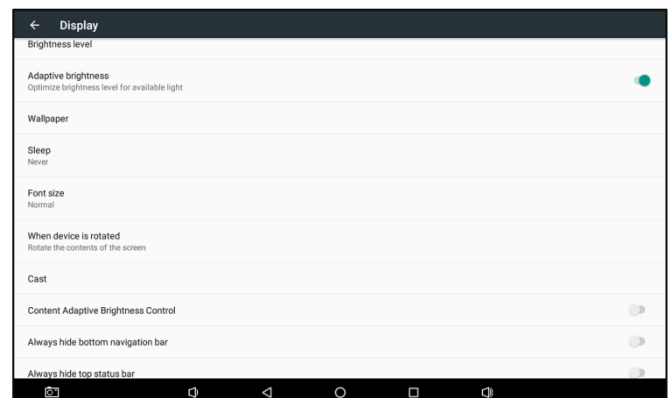 Display
Brightness level
Adaptive brightness
Optimize brightness level for available light
Wallpaper
Sleep
Never
Font size
Normal
When device is rotated
Rotate the contents of the screen
Cast
Content Adaptive Brightness Control
Always hide bottom navigation bar
Always hide top status bar